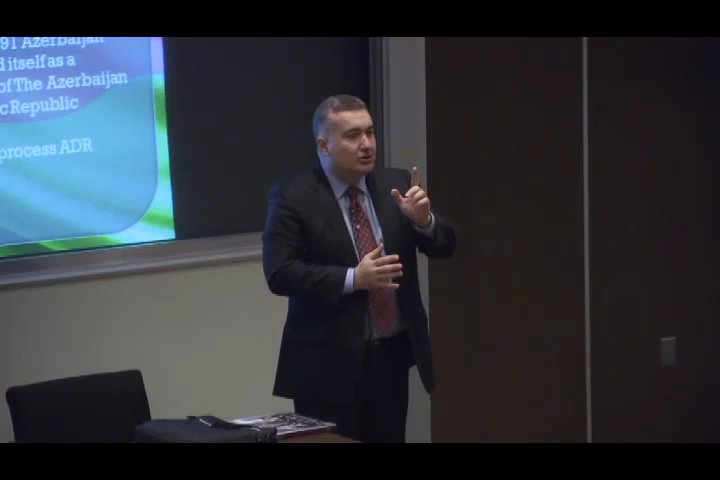 91 Azerbaijan
d itself as a
of The Azerbaijan
c Republic
process ADR